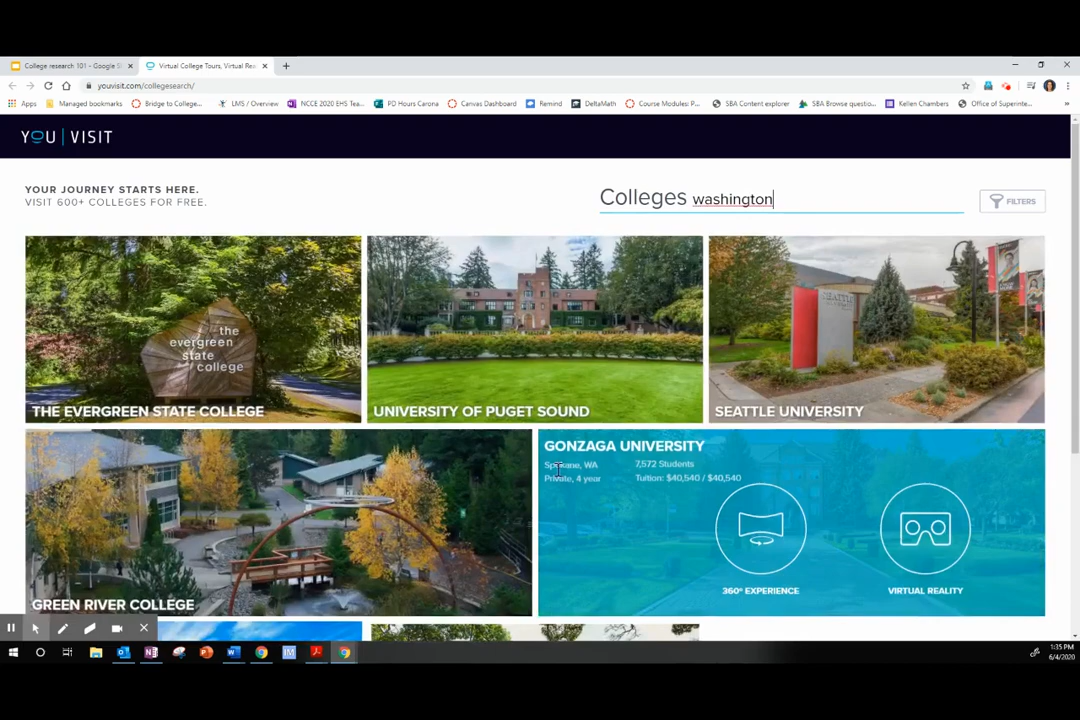 College research 101 - Google Sl
Virtual College Tours, Virtual Rea
youvisit.com/collegesearch/
Apps
Managed bookmarks
Bridge to College...
LMS / Overview
NCCE 2020 EHS Tea...
PD Hours Carona
Canvas Dashboard
Remind
DeltaMath
Course Modules: P...
SBA Content explorer
SBA Browse questio...
Kellen Chambers
Office of Superinte...
YOU | VISIT
YOUR JOURNEY STARTS HERE.
VISIT 600+ COLLEGES FOR FREE.
Colleges washington
FILTERS
the
evergreen
state
college
THE EVERGREEN STATE COLLEGE
UNIVERSITY OF PUGET SOUND
SEATTLE
SEATTLE UNIVERSITY
GREEN RIVER COLLEGE
GONZAGA UNIVERSITY
Spokane, WA
7,572 Students
Private, 4 year
Tuition: $40,540 / $40,540
360° EXPERIENCE
VIRTUAL REALITY
1:35 PM
6/4/2020